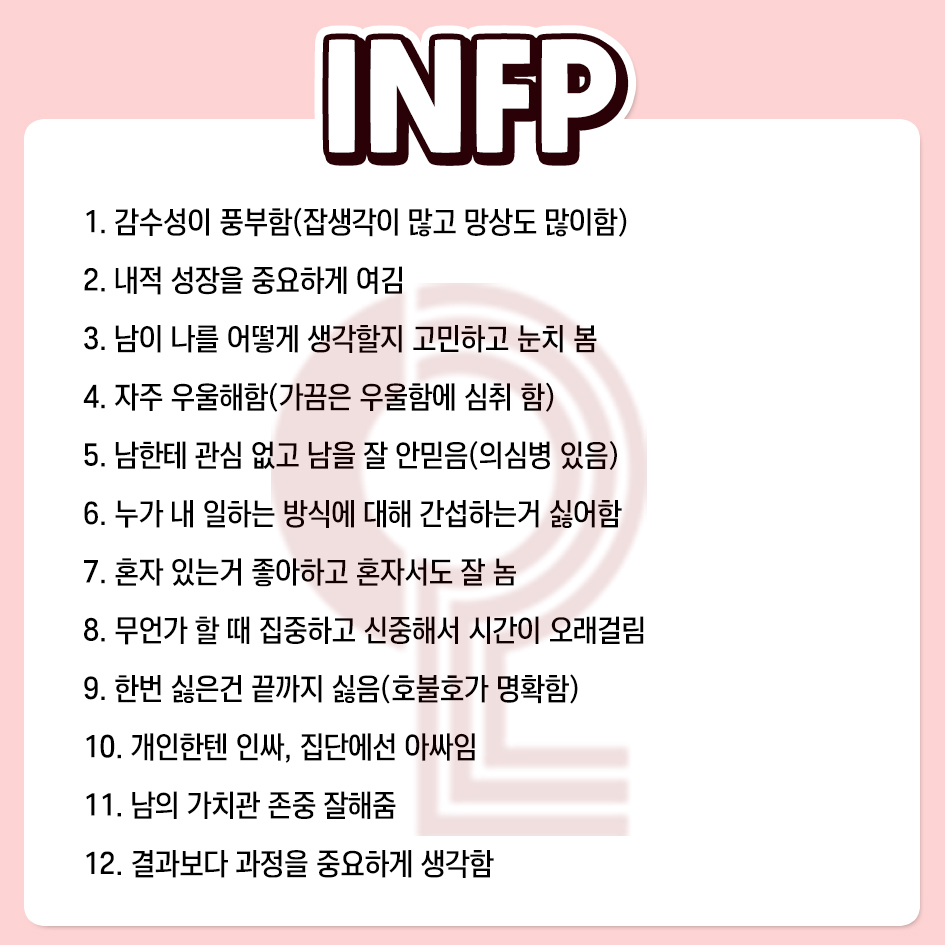 INFP
1. 감수성이 풍부함(잡생각이 많고 망상도 많이함)
2. 내적 성장을 중요하게 여김
3. 남이 나를 어떻게 생각할지 고민하고 눈치 봄
4. 자주 우울해함(가끔은 우울함에 심취 함)
5. 남한테 관심 없고 남을 잘 안믿음(의심병 있음)
6. 누가 내 일하는 방식에 대해 간섭하는거 싫어함
7. 혼자 있는거 좋아하고 혼자서도 잘 놈
8. 무언가 할 때 집중하고 신중해서 시간이 오래걸림
9. 한번 싫은건 끝까지 싫음(호불호가 명확함)
10. 개인한텐 인싸, 집단에선 아싸임
11. 남의 가치관 존중 잘해줌
12. 결과보다 과정을 중요하게 생각함